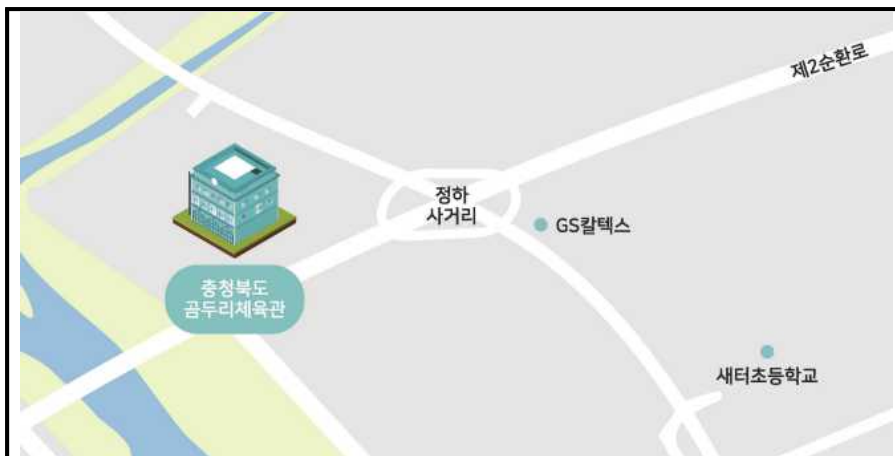 제2순환로
정하
사거리
GS칼텍스
충청북도
곰두리체육관
새터초등학교